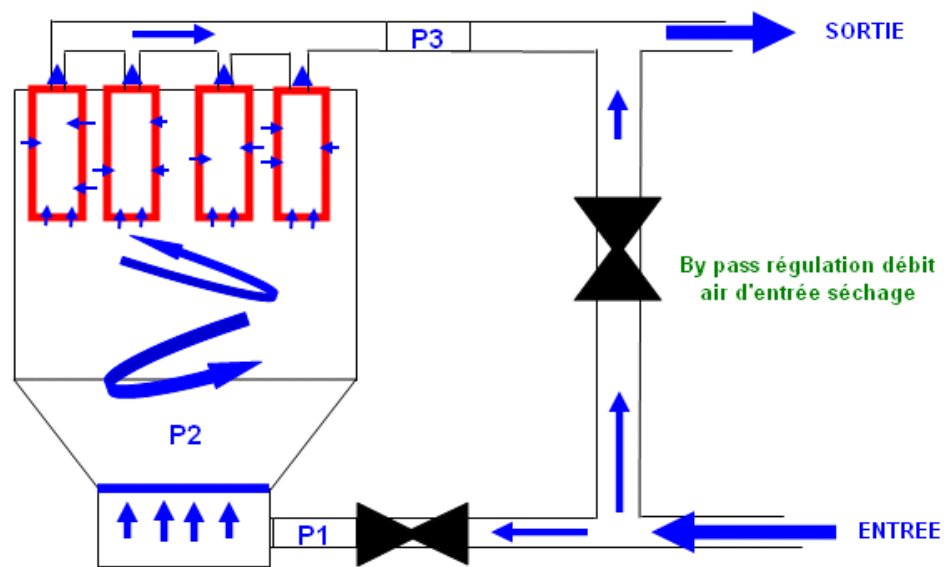 P3
SORTIE
By pass régulation débit
air d'entrée séchage
P2
P1
ENTREE